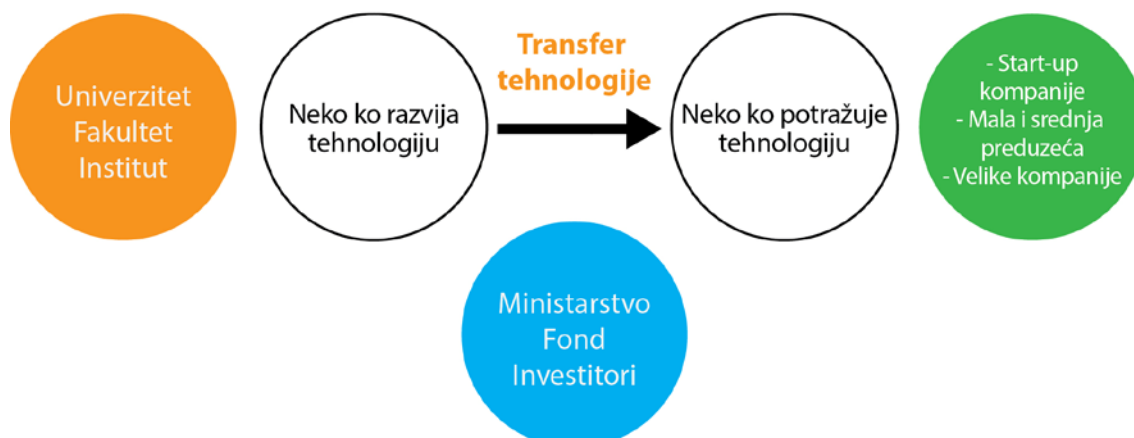 Univerzitet
Fakultet
Institut
Neko ko razvija
tehnologiju
Transfer
tehnologije
Neko ko potražuje
tehnologiju
- Start-up
kompanije
- Mala i srednja
preduzeća
- Velike kompanije
Ministarstvo
Fond
Investitori